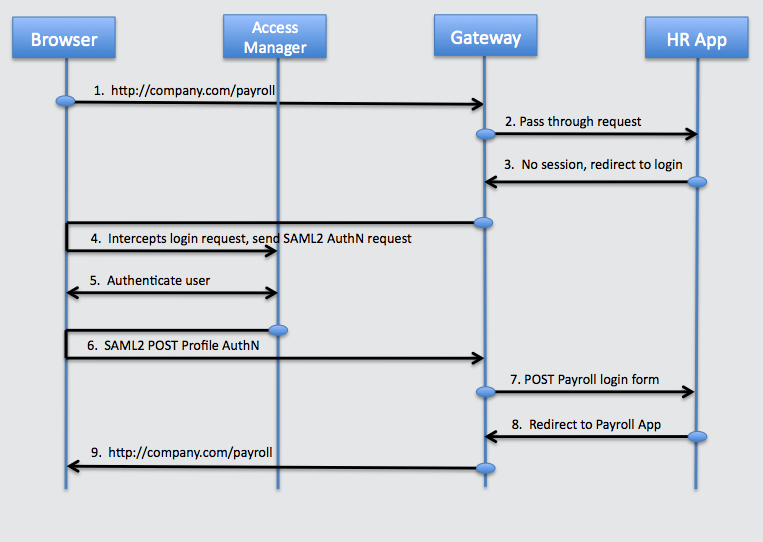 Browser
Access
Manager
Gateway
HR App
1. http://company.com/payroll
2. Pass through request
3. No session, redirect to login
4. Intercepts login request, send SAML2 AuthN request
5. Authenticate user
6. SAML2 POST Profile AuthN
7. POST Payroll login form
8. Redirect to Payroll App
9. http://company.com/payroll